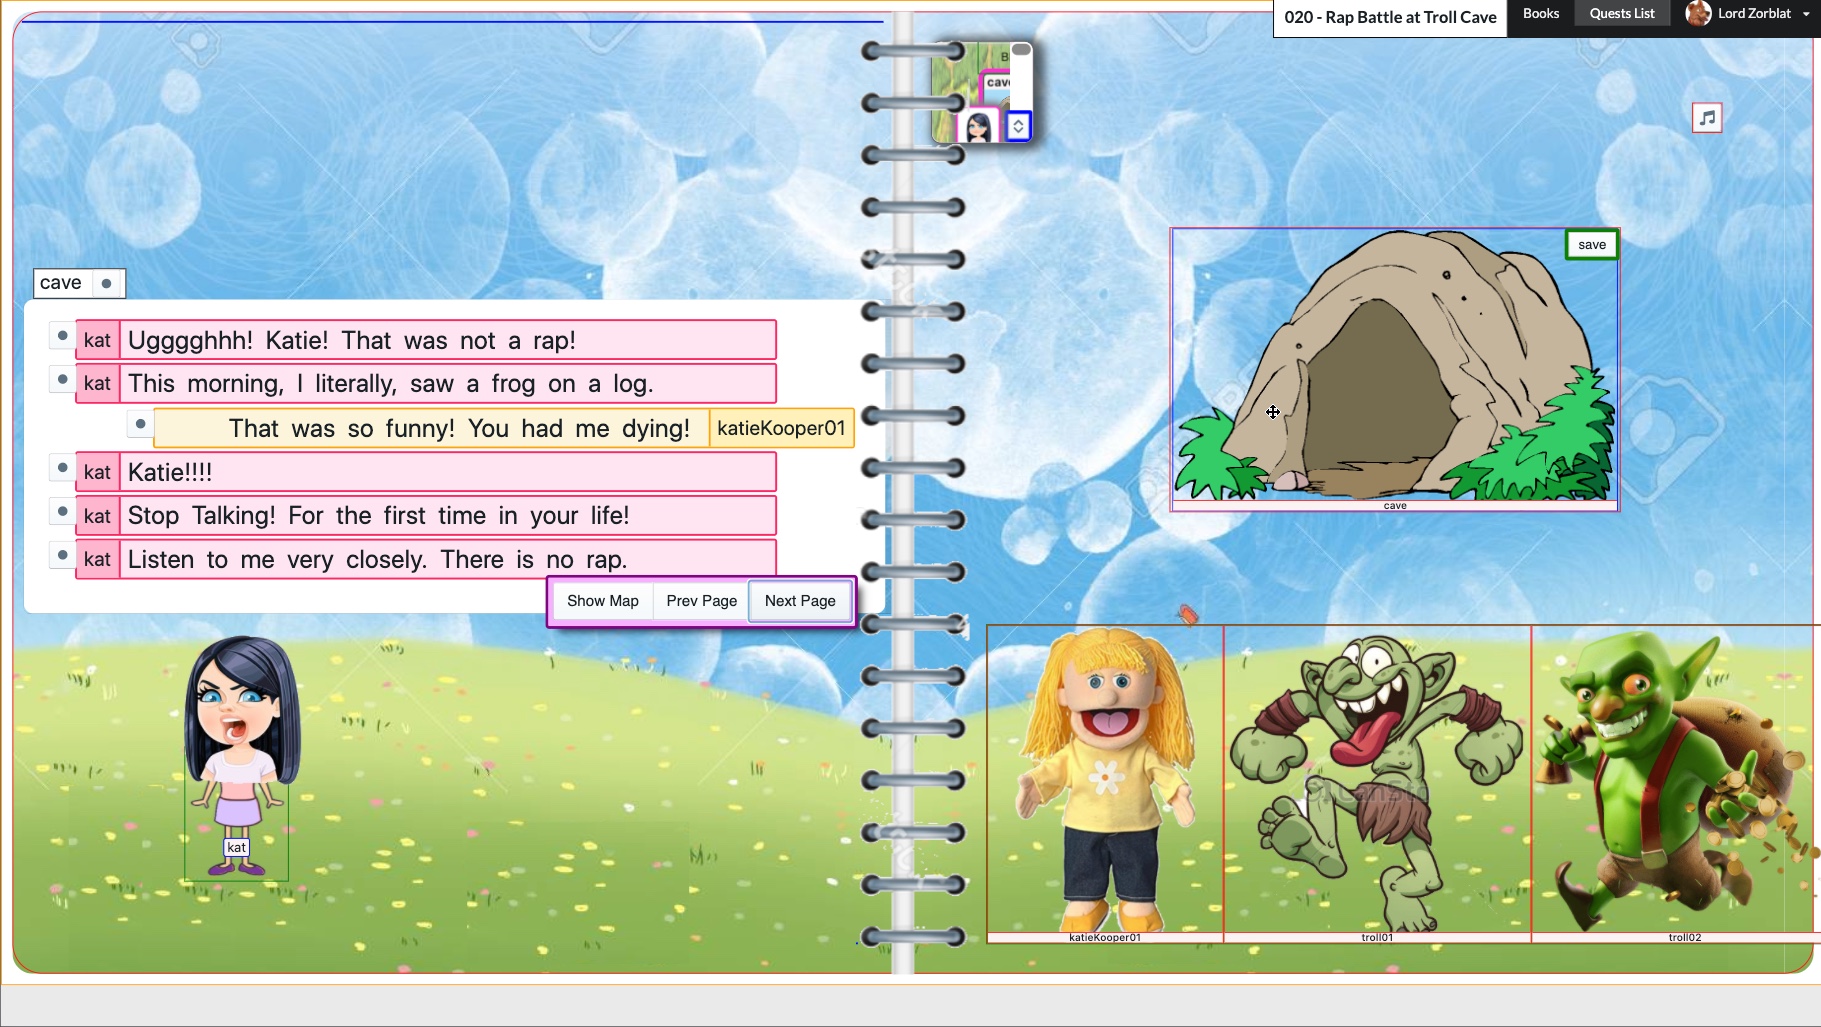 020 - Rap Battle at Troll Cave
Books
Quests List
Lord Zorblat
cave
save
cave
cave
kat Ugggghhh! Katie! That was not a rap!
kat This morning, I literally, saw a frog on a log.
That was so funny! You had me dying! katieKooper01
kat Katie!!!!
kat Stop Talking! For the first time in your life!
kat Listen to me very closely. There is no rap.
Show Map
Prev Page
Next Page
kat
katieKooper01
troll01
troll02